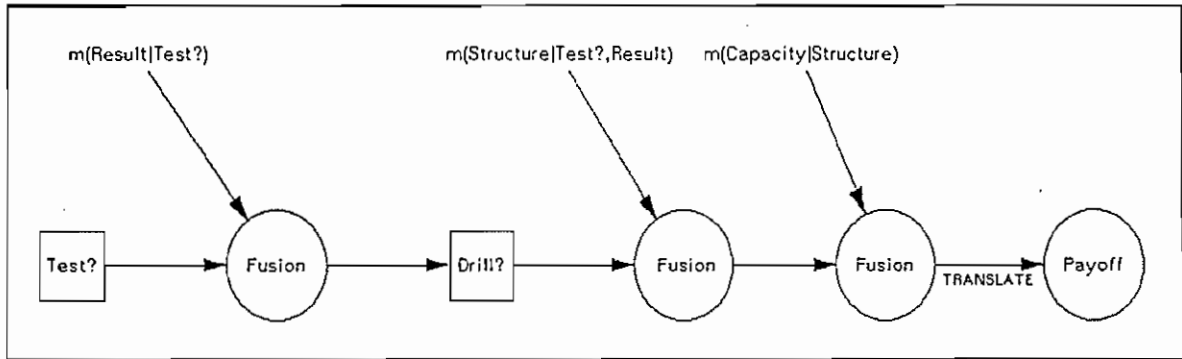 m(Result|Test?)
m(Structure|Test?,Result)
m(Capacity|Structure)
Test?
Fusion
Drill?
Fusion
Fusion
TRANSLATE
Payoff